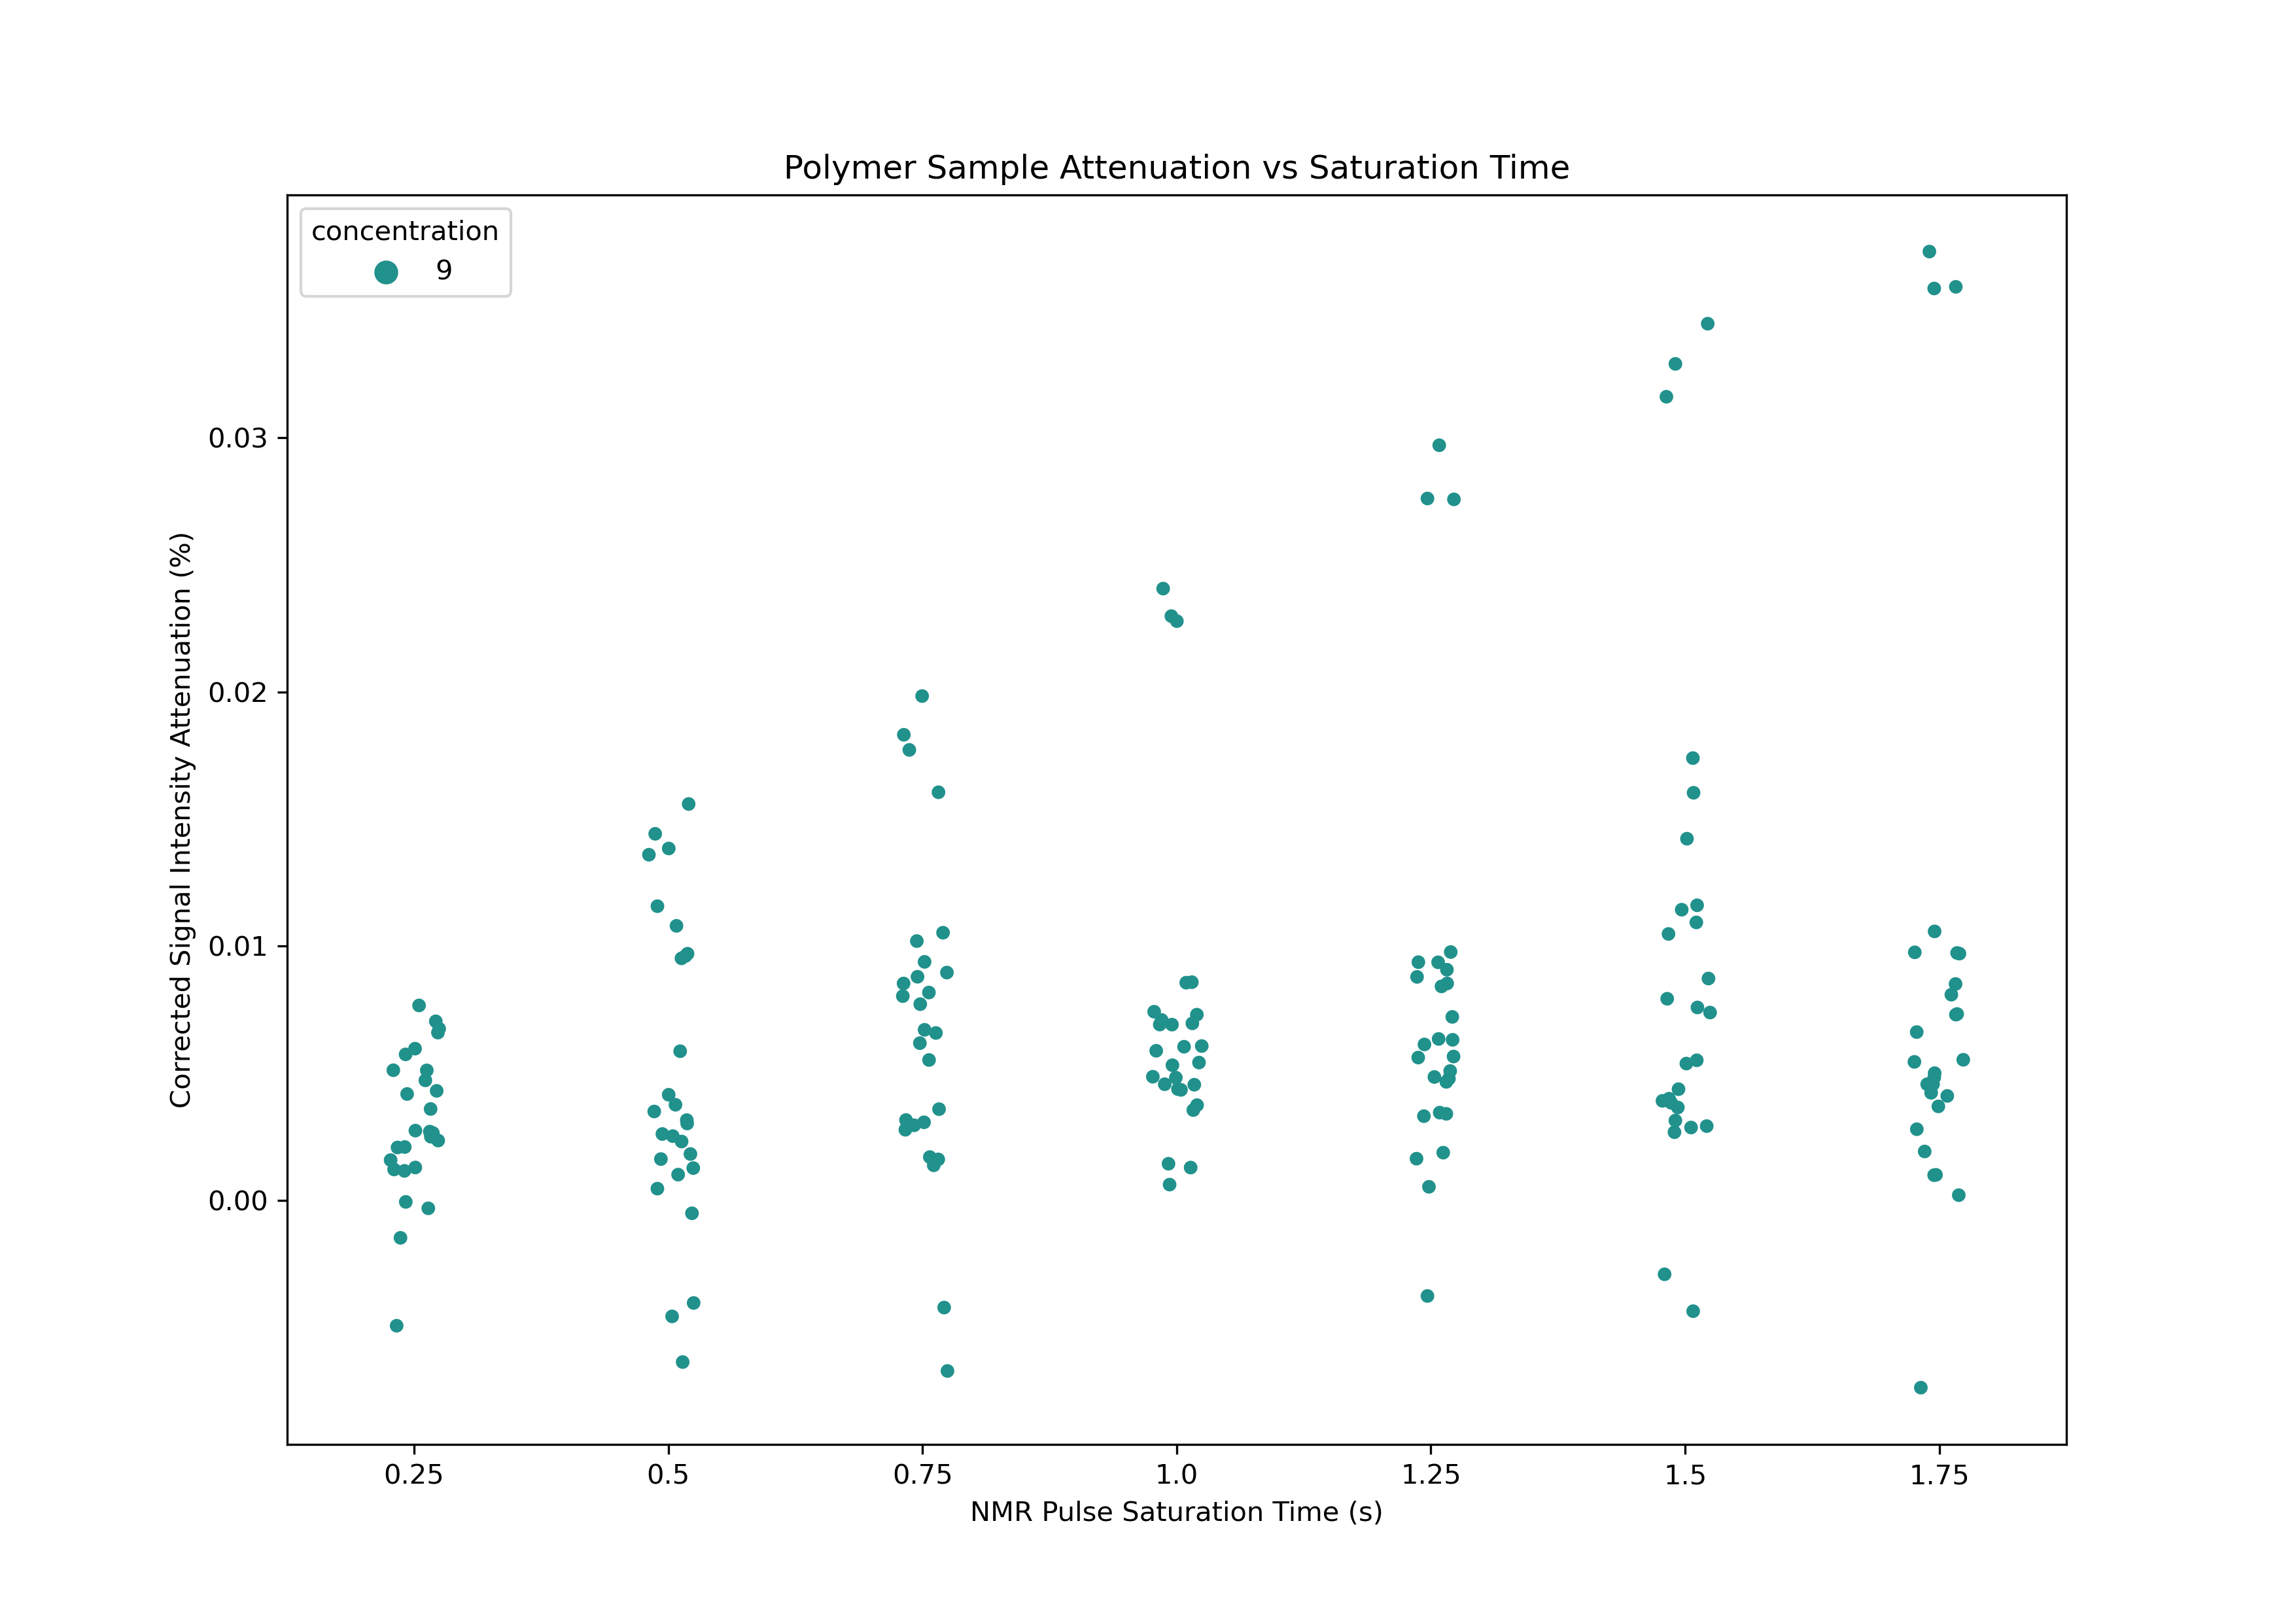 Polymer Sample Attenuation vs Saturation Time
concentration
9
Corrected Signal Intensity Attenuation (%)
0.03
0.02
0.01
0.00
0.25 0.5 0.75 1.0 1.25 1.5 1.75
NMR Pulse Saturation Time (s)